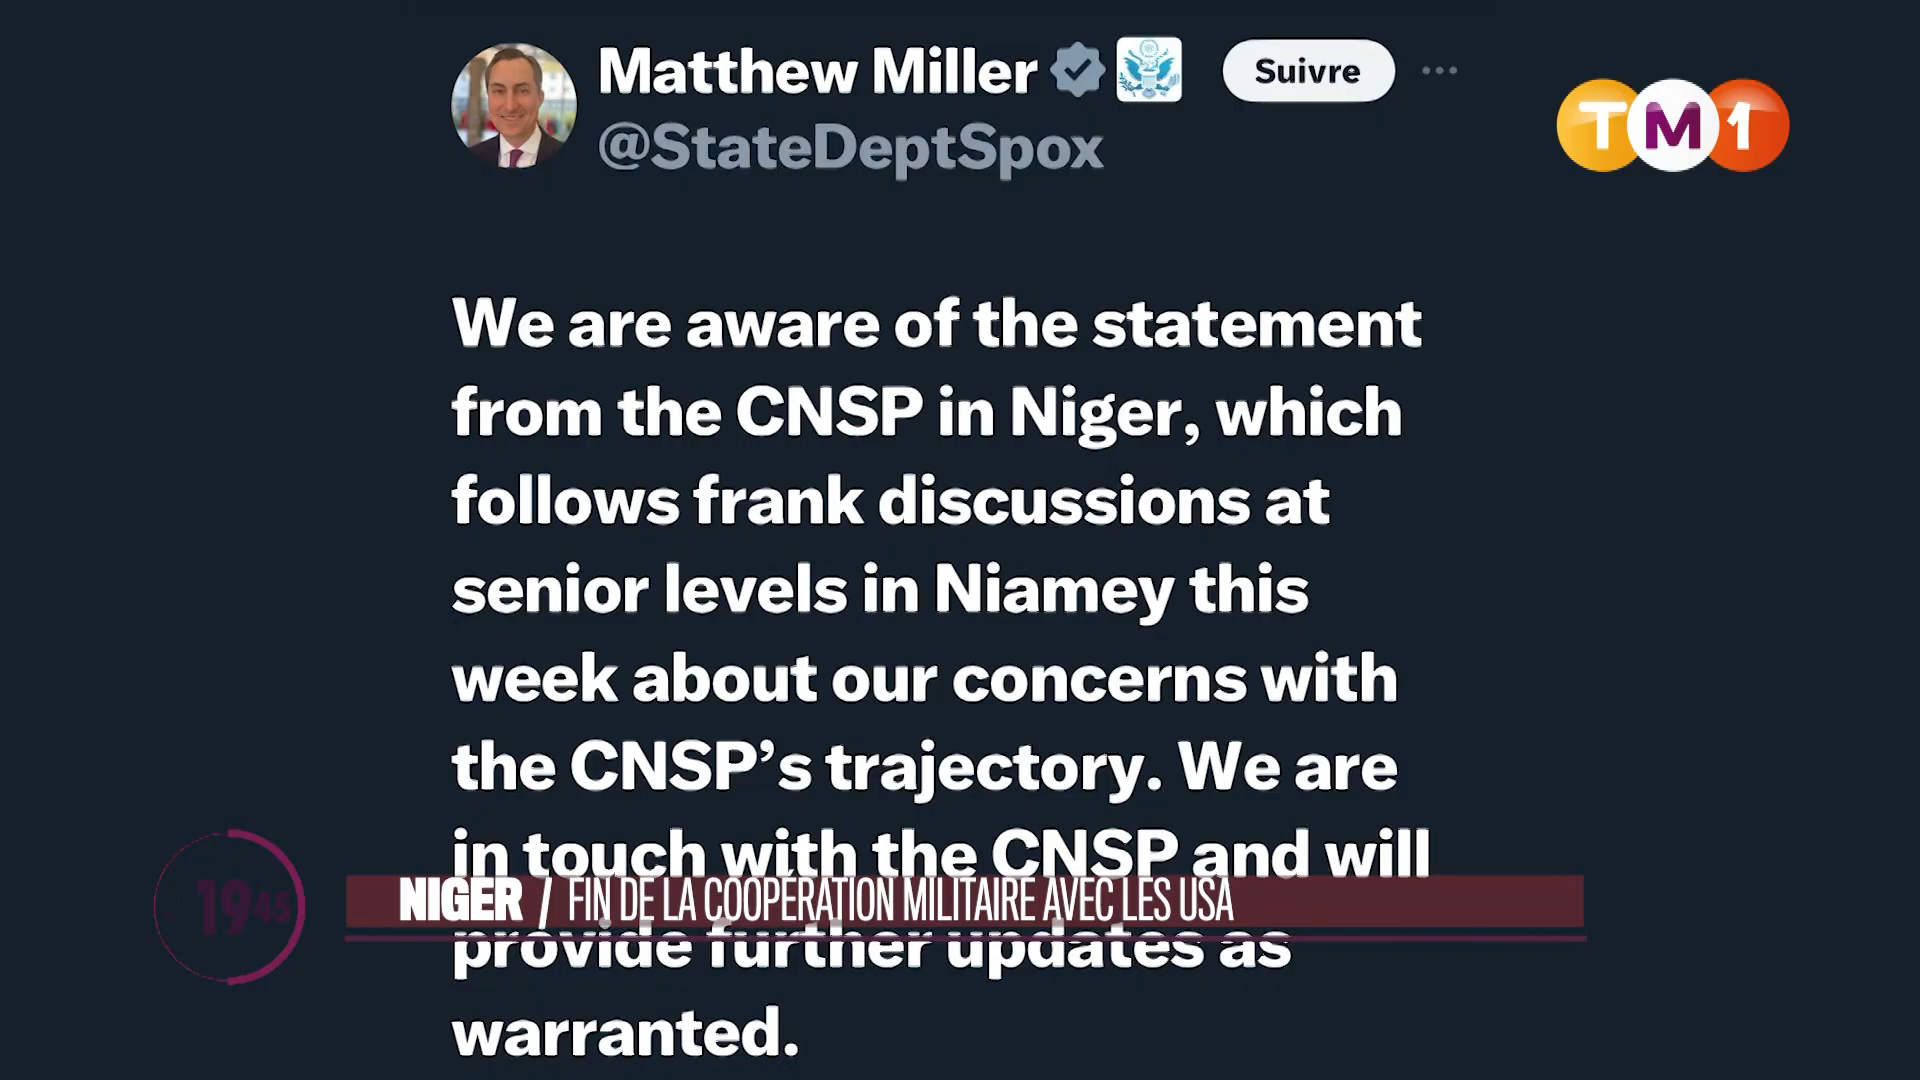 Matthew Miller
Suivre
@StateDeptSpox
TM1
We are aware of the statement
from the CNSP in Niger, which
follows frank discussions at
senior levels in Niamey this
week about our concerns with
the CNSP’s trajectory. We are
in touch with the CNSP and will
provide further updates as
warranted.
1945
NIGER / FIN DE LA COOPÉRATION MILITAIRE AVEC LES USA